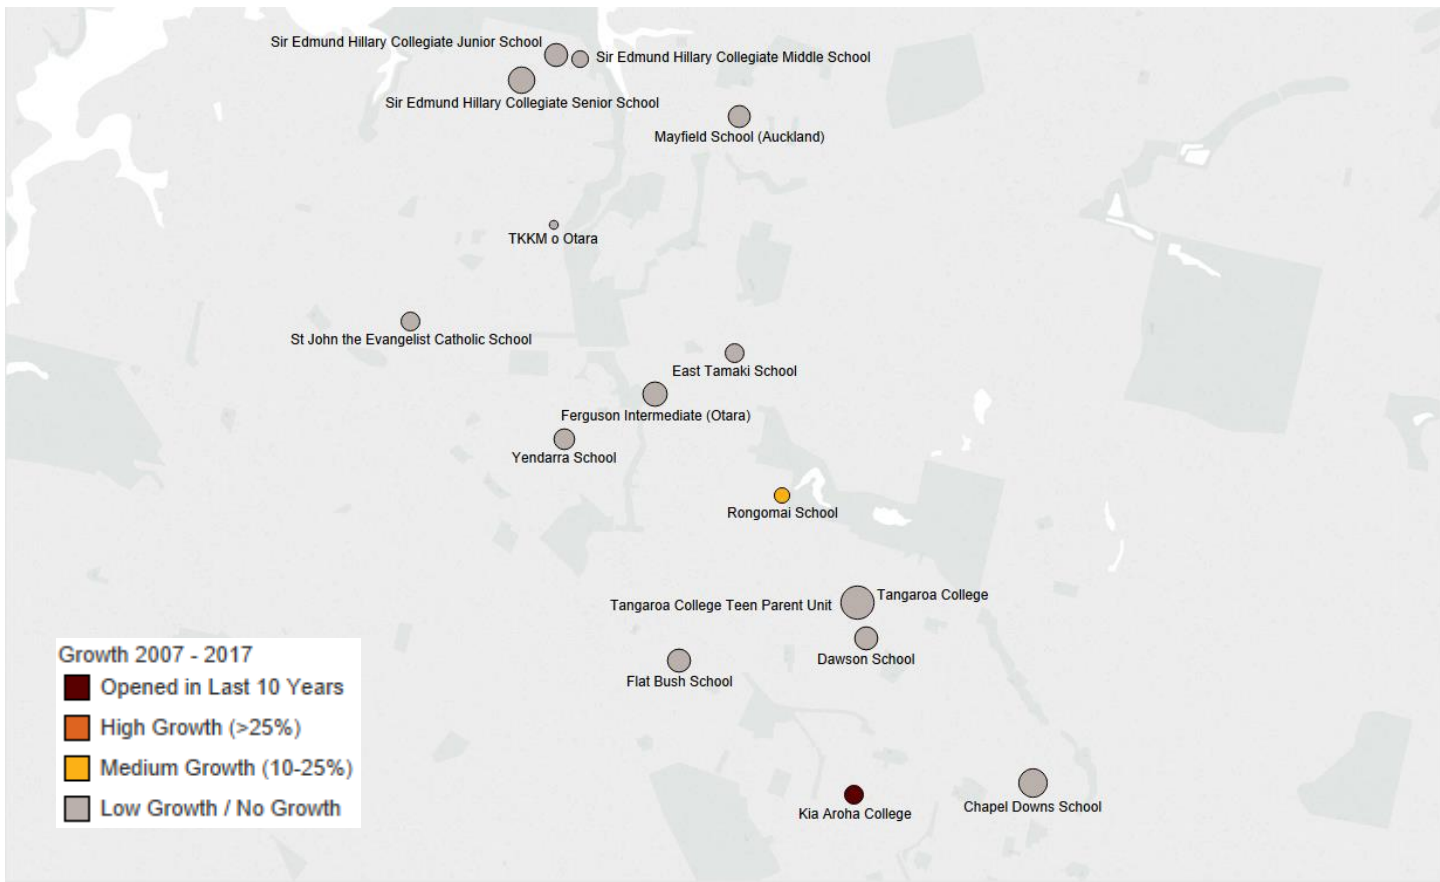 Sir Edmund Hillary Collegiate Junior School
Sir Edmund Hillary Collegiate Middle School
Sir Edmund Hillary Collegiate Senior School
Mayfield School (Auckland)
TKKM o Otara
St John the Evangelist Catholic School
East Tamaki School
Ferguson Intermediate (Otara)
Yendarra School
Rongomai School
Tangaroa College Teen Parent Unit
Tangaroa College
Dawson School
Flat Bush School
Kia Aroha College
Chapel Downs School
Growth 2007 - 2017
Opened in Last 10 Years
High Growth (>25%)
Medium Growth (10-25%)
Low Growth / No Growth